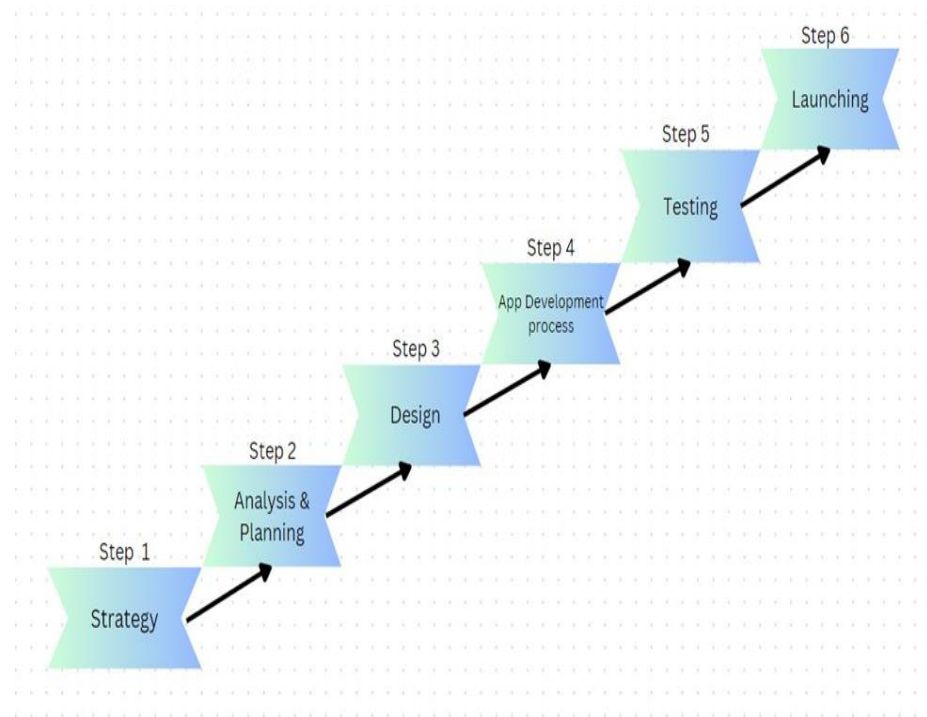 Step 1
Strategy
Step 2
Analysis &
Planning
Step 3
Design
Step 4
App Development
process
Step 5
Testing
Step 6
Launching